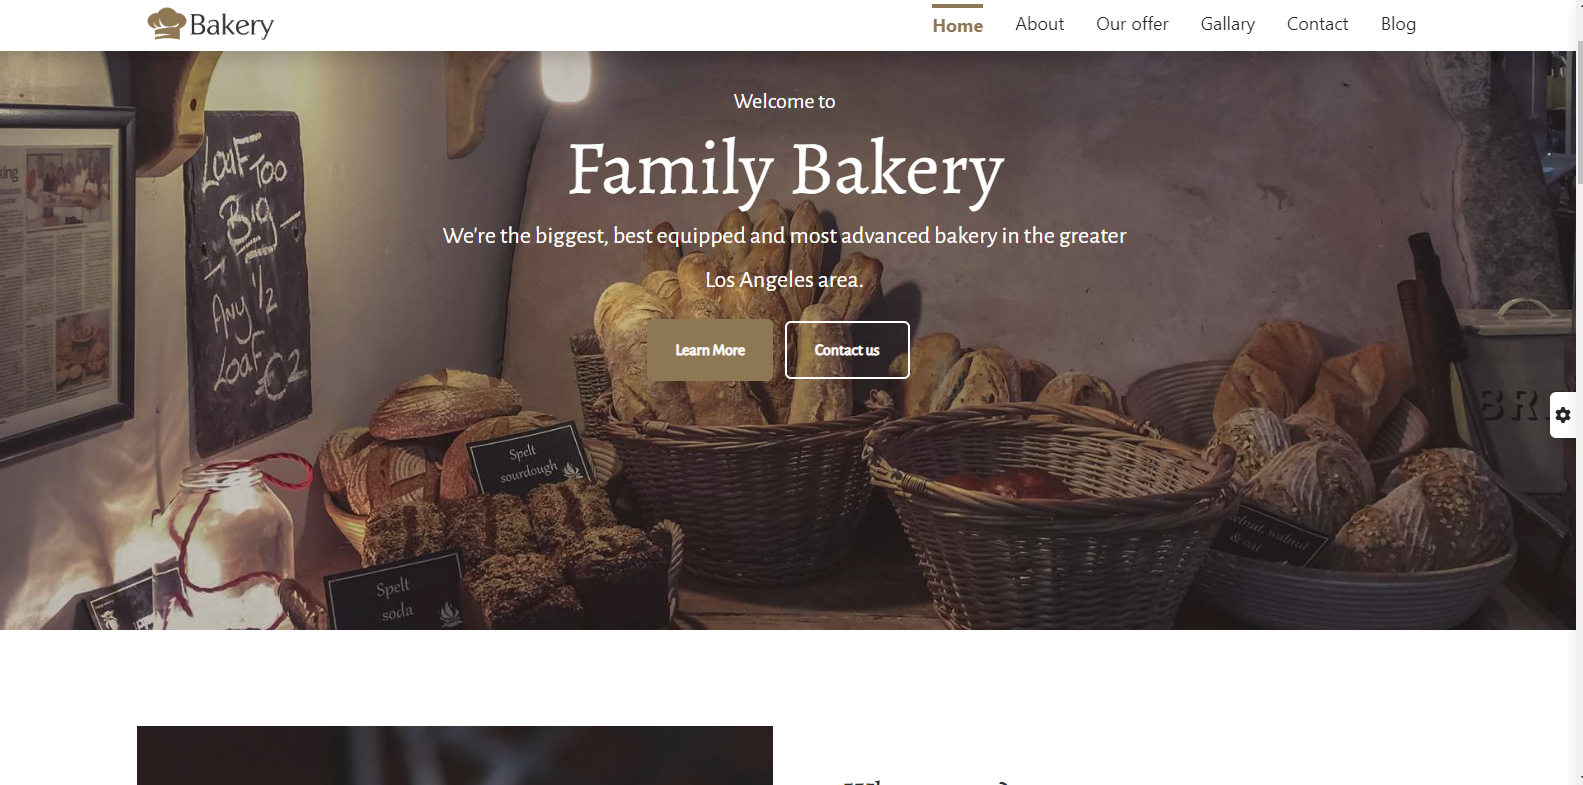 Bakery
Home
About
Our offer
Gallary
Contact
Blog
Welcome to
Family Bakery
We're the biggest, best equipped and most advanced bakery in the greater
Los Angeles area.
Learn More
Contact us
LOAF TOO
BIG
ANY 1/2
LOAF €2
Spelt
sourdough
Spelt
soda
walnut
& oat